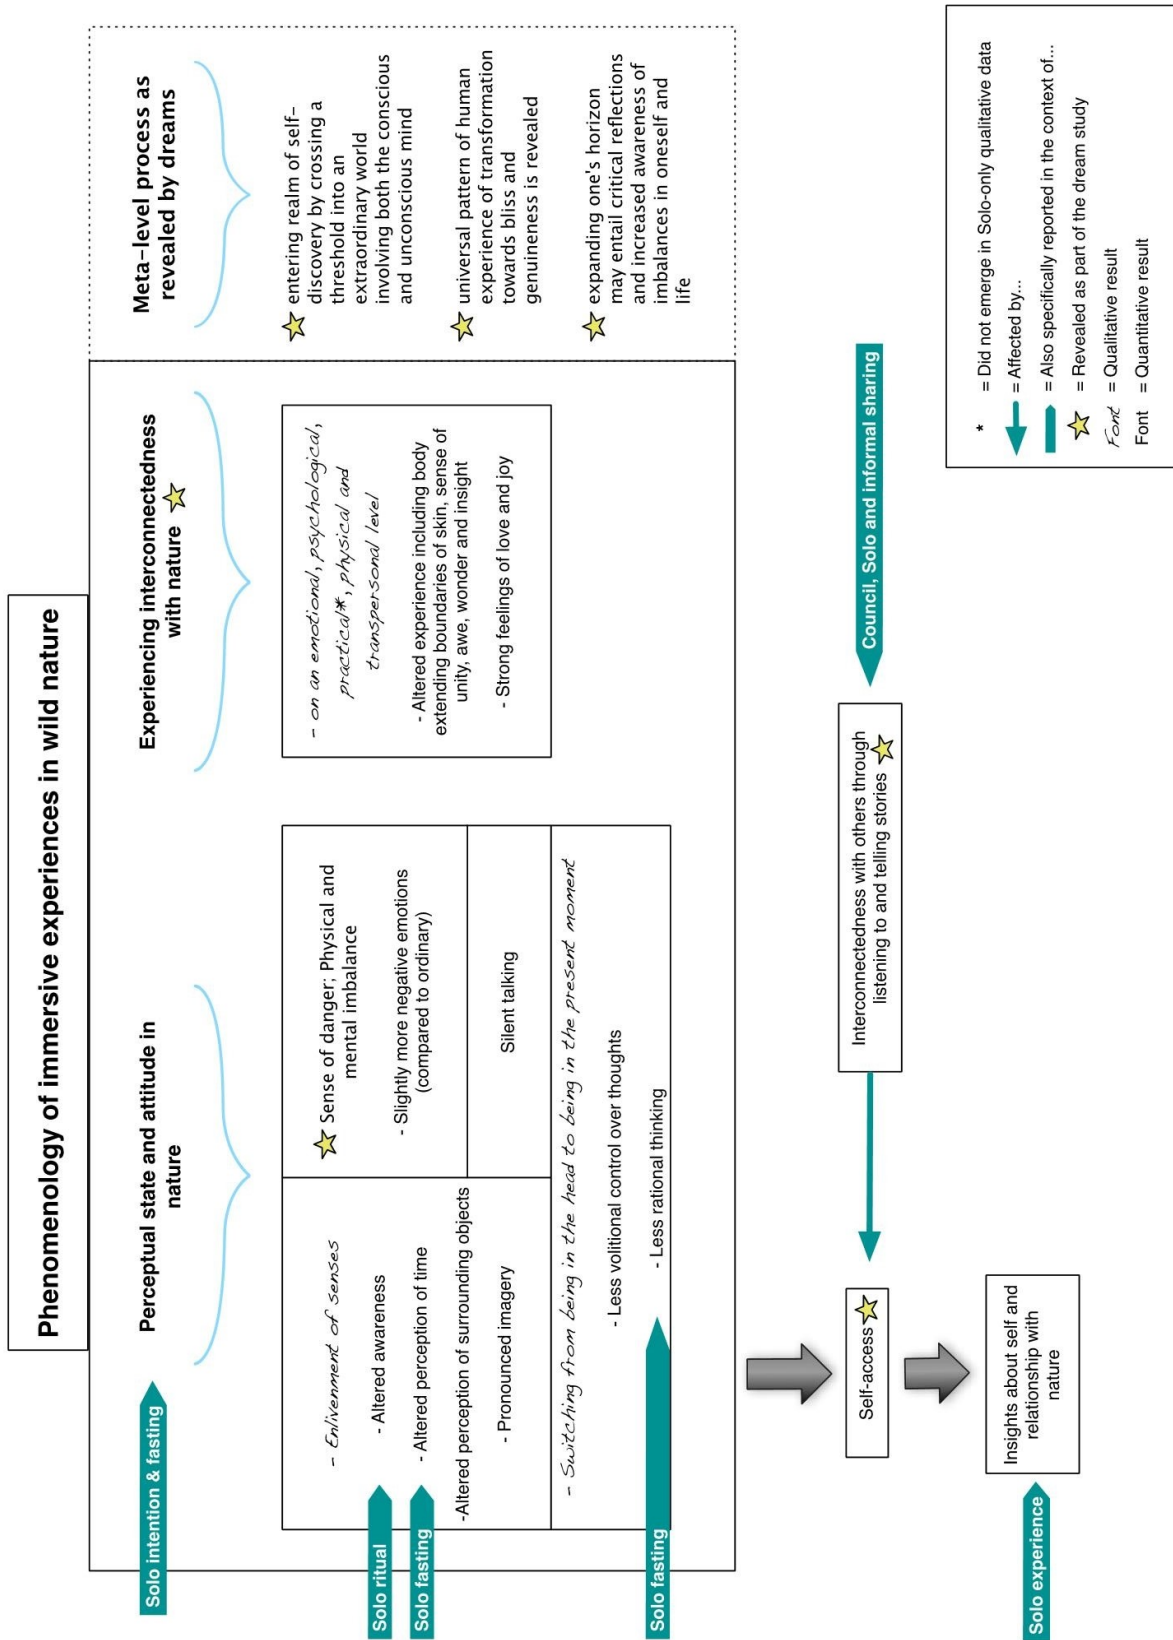 Phenomenology of immersive experiences in wild nature
Solo intention & fasting
Perceptual state and attitude in
nature
Experiencing interconnectedness
with nature
Meta-level process as
revealed by dreams
- Enlivenment of senses
Solo ritual
- Altered awareness
Solo fasting
- Altered perception of time
-Altered perception of surrounding objects
- Pronounced imagery
Sense of danger; Physical and
mental imbalance
- Slightly more negative emotions
(compared to ordinary)
Silent talking
- Switching from being in the head to being in the present moment
- Less volitional control over thoughts
Solo fasting
- Less rational thinking
- on an emotional, psychological,
practical*, physical and
transpersonal level
- Altered experience including body
extending boundaries of skin, sense of
unity, awe, wonder and insight
- Strong feelings of love and joy
entering realm of self-
discovery by crossing a
threshold into an
extraordinary world
involving both the conscious
and unconscious mind
universal pattern of human
experience of transformation
towards bliss and
genuineness is revealed
expanding one's horizon
may entail critical reflections
and increased awareness of
imbalances in oneself and
life
Self-access
Interconnectedness with others through
listening to and telling stories
Council, Solo and informal sharing
Solo experience
Insights about self and
relationship with
nature
* = Did not emerge in Solo-only qualitative data
= Affected by...
= Also specifically reported in the context of...
= Revealed as part of the dream study
Font = Qualitative result
Font = Quantitative result